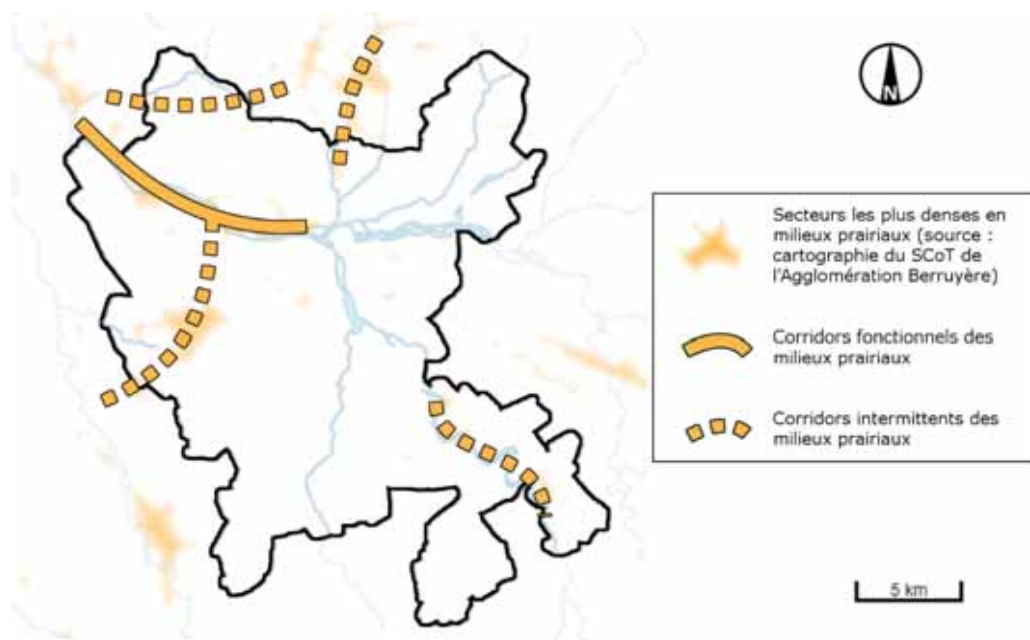 N
Secteurs les plus denses en
milieux prairiaux (source :
cartographie du SCoT de
l'Agglomération Berruyère)
Corridors fonctionnels des
milieux prairiaux
Corridors intermittents des
milieux prairiaux
5 km